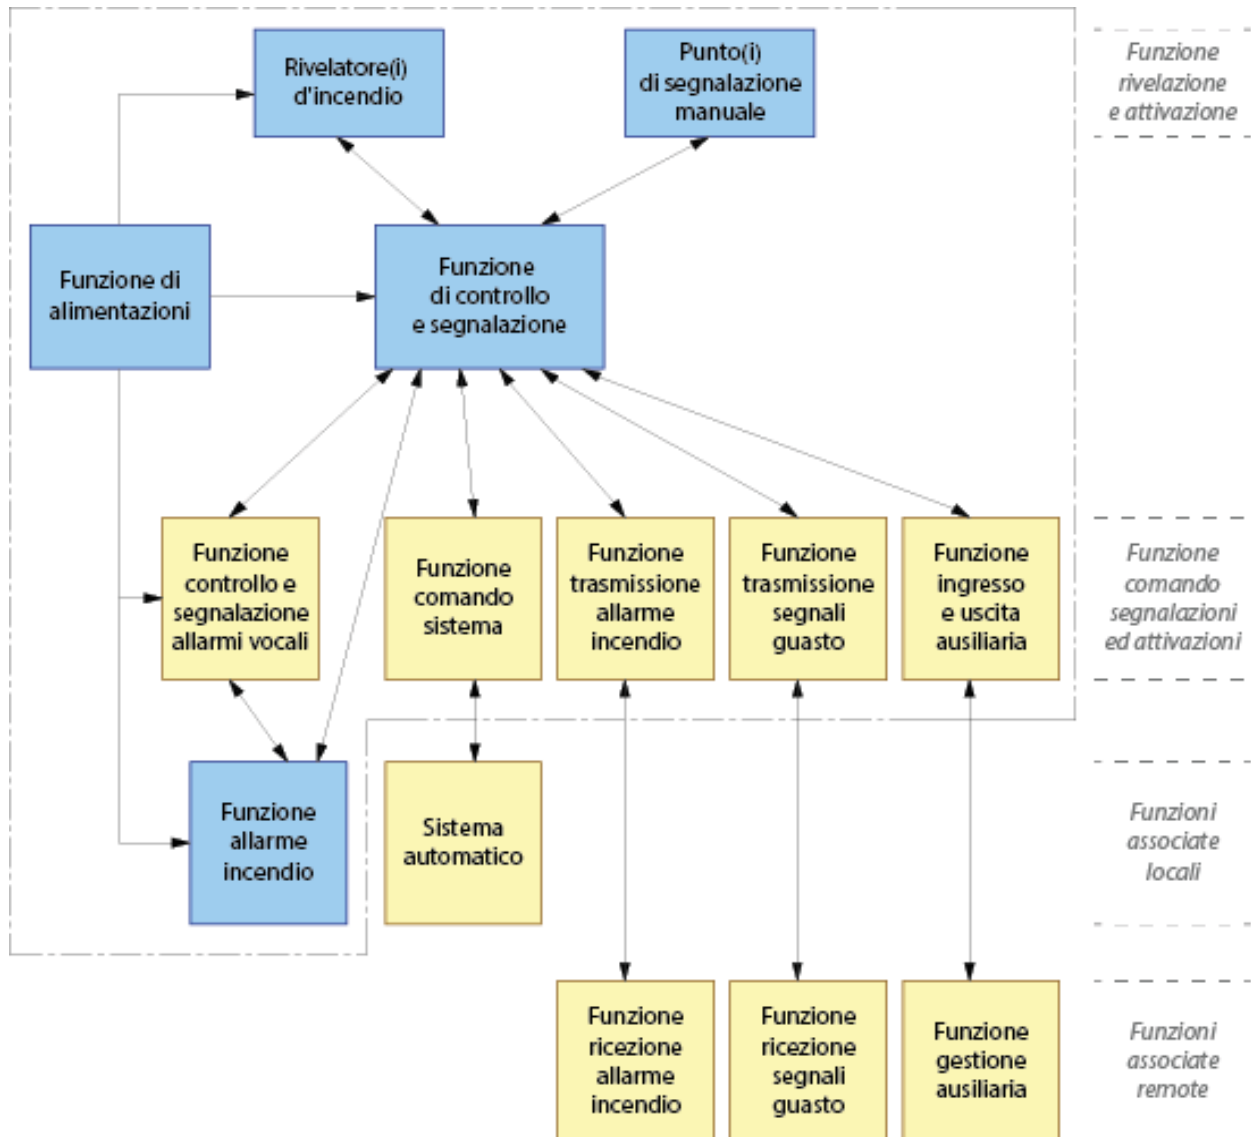 Rivelatore(i)
d'incendio
Punto(i)
di segnalazione
manuale
Funzione
rivelazione
e attivazione
Funzione di
alimentazioni
Funzione
di controllo
e segnalazione
Funzione
controllo e
segnalazione
allarmi vocali
Funzione
comando
sistema
Funzione
trasmissione
allarme
incendio
Funzione
trasmissione
segnali
guasto
Funzione
ingresso
e uscita
ausiliaria
Funzione
comando
segnalazioni
ed attivazioni
Funzione
allarme
incendio
Sistema
automatico
Funzioni
associate
locali
Funzione
ricezione
allarme
incendio
Funzione
ricezione
segnali
guasto
Funzione
gestione
ausiliaria
Funzioni
associate
remote